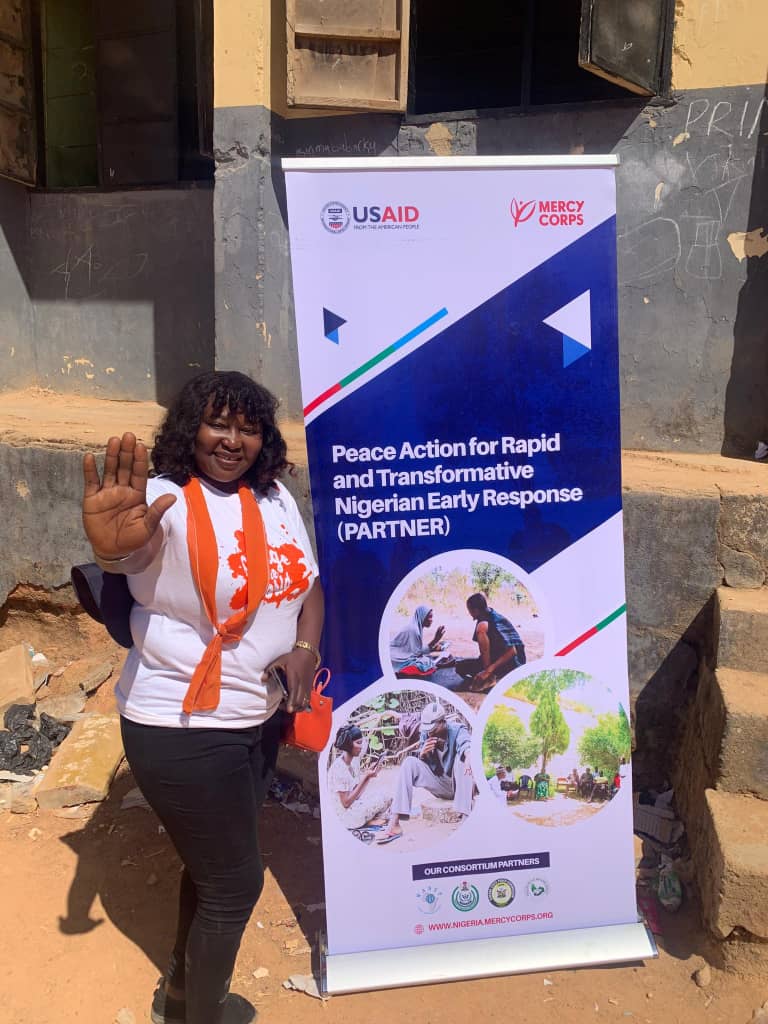 USAID
FROM THE AMERICAN PEOPLE
MERCY
CORPS
Peace Action for Rapid
and Transformative
Nigerian Early Response
(PARTNER)
OUR CONSORTIUM PARTNERS
WWW.NIGERIA.MERCYCORPS.ORG
PRI